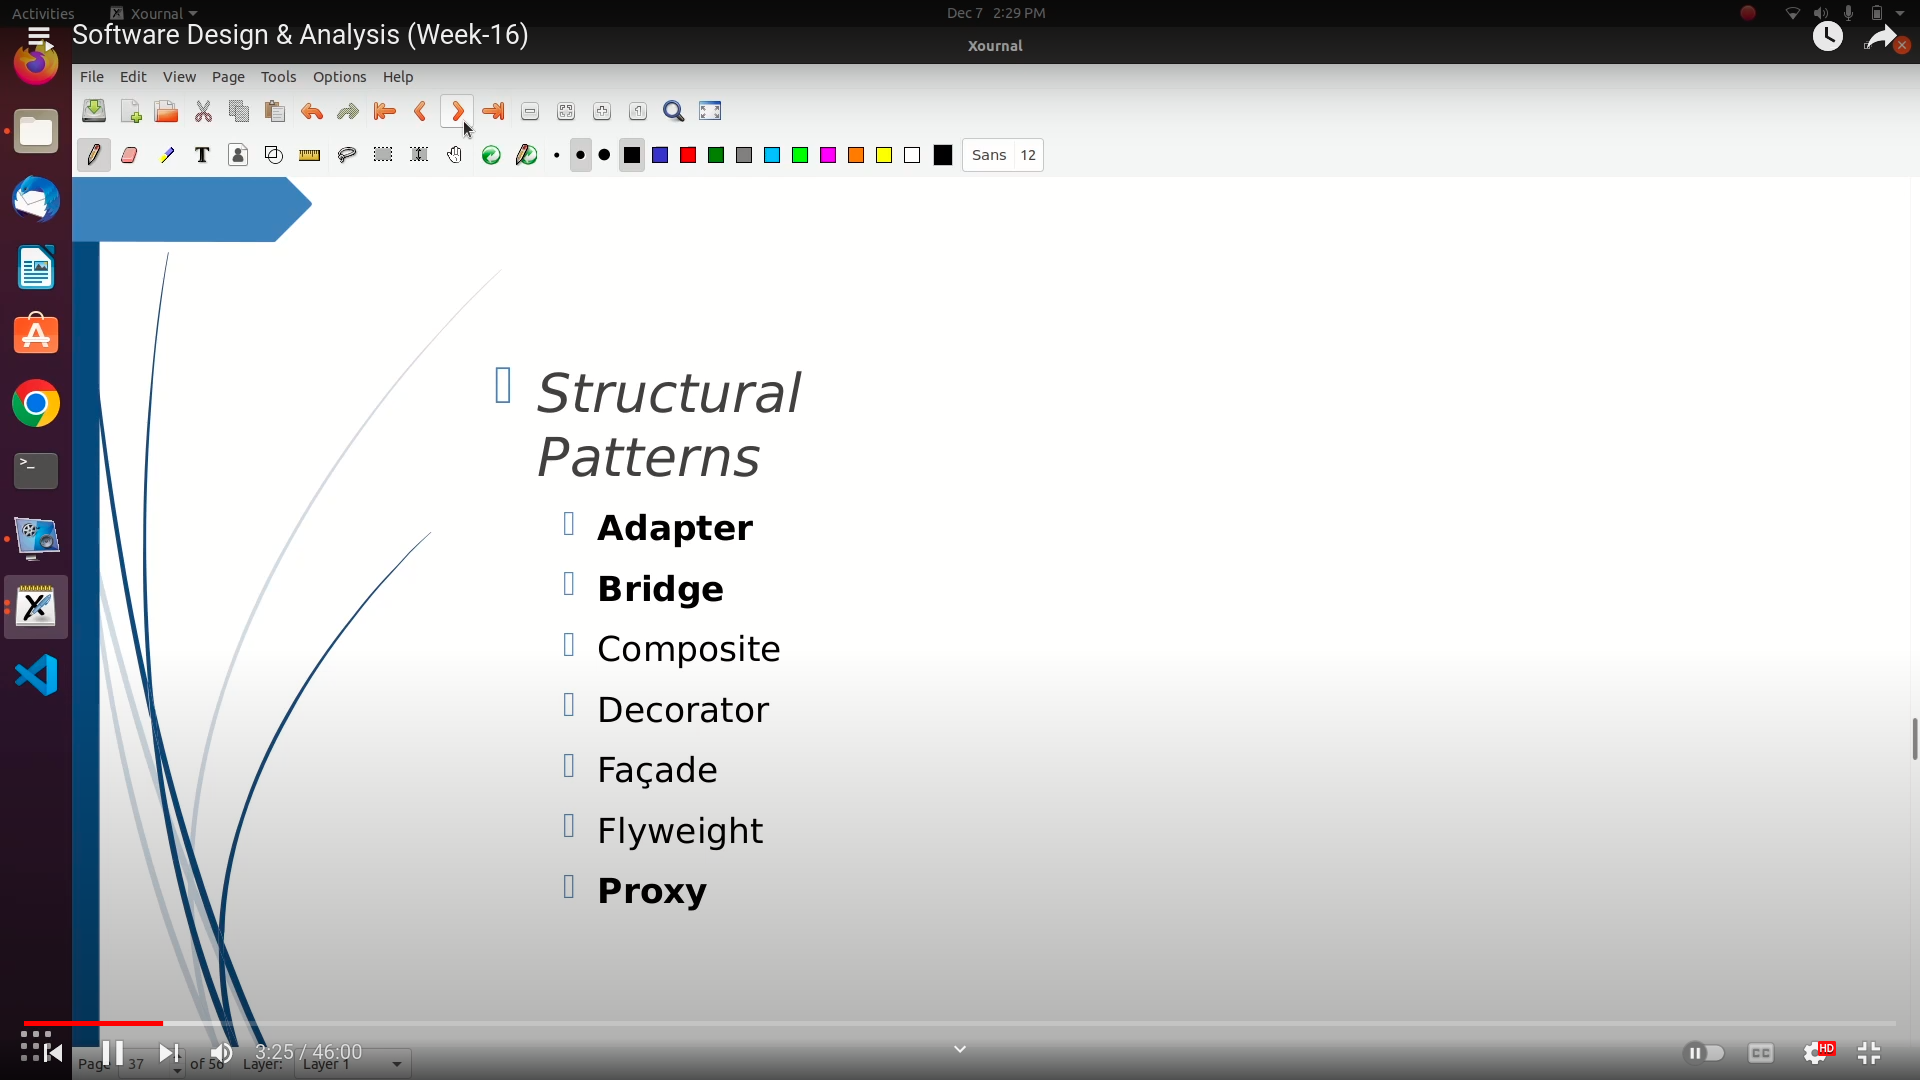 Activities
Xournal
Dec 7 2:29 PM
Software Design & Analysis (Week-16)
Xournal
File Edit View Page Tools Options Help
Sans 12
Structural
Patterns
Adapter
Bridge
Composite
Decorator
Façade
Flyweight
Proxy
3:25 / 46:00
CC
HD
Page 37 of 56 Layer: Layer 1